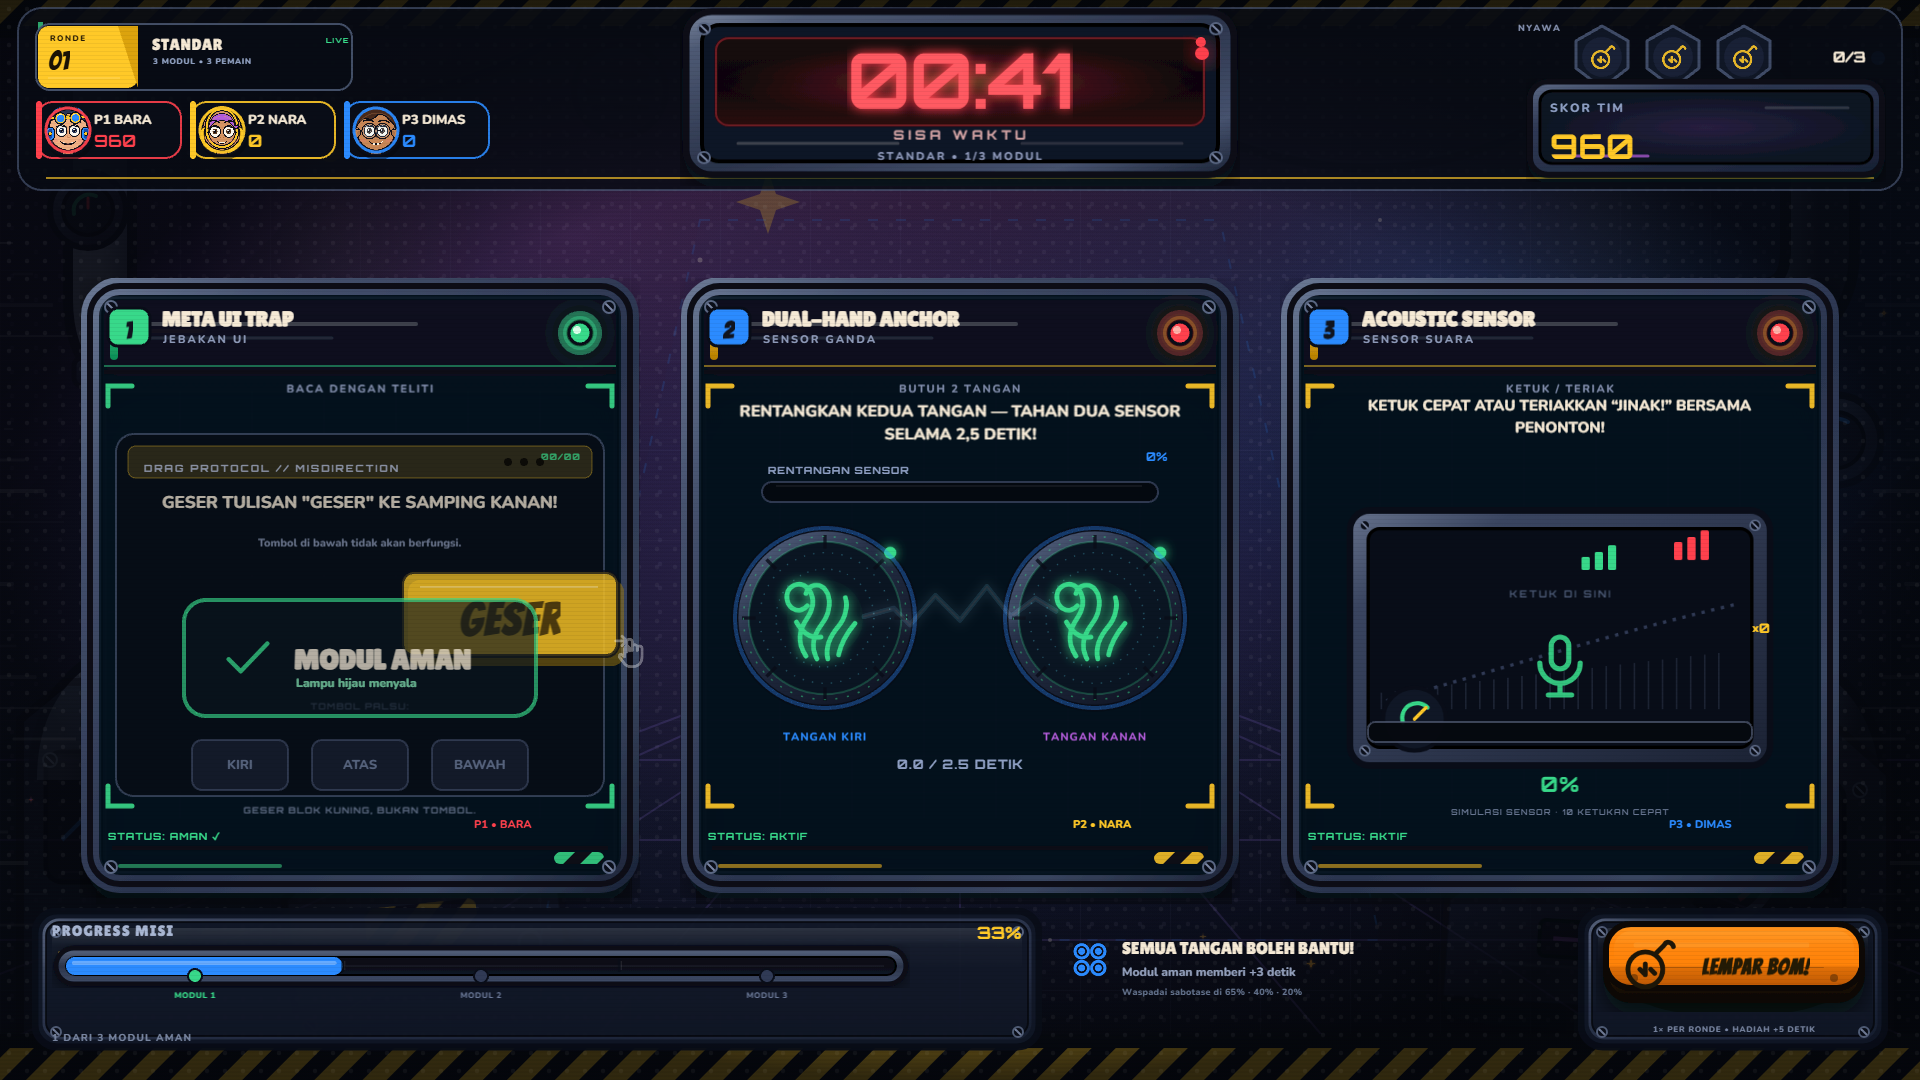 RONDE
01
STANDAR
3 MODUL • 3 PEMAIN
LIVE
P1 BARA
960
P2 NARA
0
P3 DIMAS
0
00:41
SISA WAKTU
STANDAR • 1/3 MODUL
NYAWA
0/3
SKOR TIM
960
1
META UI TRAP
JEBAKAN UI
BACA DENGAN TELITI
DRAG PROTOCOL // MISDIRECTION
00/00
GESER TULISAN "GESER" KE SAMPING KANAN!
Tombol di bawah tidak akan berfungsi.
GESER
MODUL AMAN
Lampu hijau menyala
TOMBOL PALSU:
KIRI
ATAS
BAWAH
GESER BLOK KUNING, BUKAN TOMBOL.
P1 • BARA
STATUS: AMAN ✓
2
DUAL-HAND ANCHOR
SENSOR GANDA
BUTUH 2 TANGAN
RENTANGKAN KEDUA TANGAN — TAHAN DUA SENSOR
SELAMA 2,5 DETIK!
0%
RENTANGAN SENSOR
TANGAN KIRI
TANGAN KANAN
0.0 / 2.5 DETIK
P2 • NARA
STATUS: AKTIF
3
ACOUSTIC SENSOR
SENSOR SUARA
KETUK / TERIAK
KETUK CEPAT ATAU TERIAKKAN “JINAK!” BERSAMA
PENONTON!
KETUK DI SINI
x0
0%
SIMULASI SENSOR · 10 KETUKAN CEPAT
P3 • DIMAS
STATUS: AKTIF
PROGRESS MISI
33%
MODUL 1
MODUL 2
MODUL 3
1 DARI 3 MODUL AMAN
SEMUA TANGAN BOLEH BANTU!
Modul aman memberi +3 detik
Waspadai sabotase di 65% · 40% · 20%
LEMPAR BOM!
1× PER RONDE • HADIAH +5 DETIK